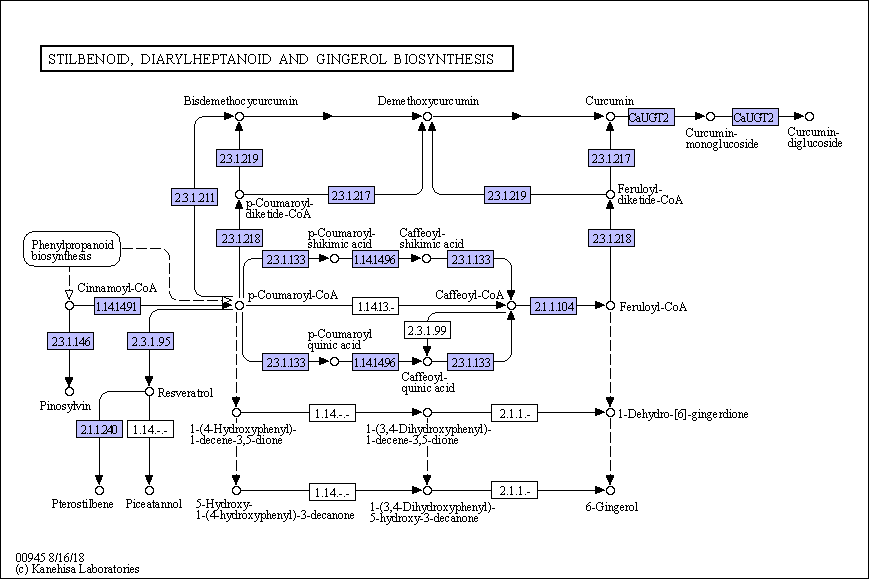 STILBENOID, DIARYLHEPTANOID AND GINGEROL BIOSYNTHESIS
Bisdemethocycurcumin
Demethoxycurcumin
Curcumin
CaUGT2
CaUGT2
Curcumin-
monoglucoside
Curcumin-
diglucoside
2.3.1.219
2.3.1.217
2.3.1.211
2.3.1.217
2.3.1.219
p-Coumaroyl-
diketide-CoA
Feruloyl-
diketide-CoA
2.3.1.218
2.3.1.218
Phenylpropanoid
biosynthesis
p-Coumaroyl-
shikimic acid
Caffeoyl-
shikimic acid
2.3.1.133
1.14.14.96
2.3.1.133
Cinnamoyl-CoA
p-Coumaroyl-CoA
Caffeoyl-CoA
1.14.14.91
1.14.13.-
2.1.1.104
Feruloyl-CoA
2.3.1.99
2.3.1.146
2.3.1.95
p-Coumaroyl
quinic acid
2.3.1.133
1.14.14.96
2.3.1.133
Caffeoyl-
quinic acid
Pinosylvin
Resveratrol
1.14.-.-
2.1.1.-
1-Dehydro-[6]-gingerdione
2.1.1.240
1.14.-.-
1-(4-Hydroxyphenyl)-
1-decene-3,5-dione
1-(3,4-Dihydroxyphenyl)-
1-decene-3,5-dione
1.14.-.-
2.1.1.-
Pterostilbene
Piceatannol
5-Hydroxy-
1-(4-hydroxyphenyl)-3-decanone
1-(3,4-Dihydroxyphenyl)-
5-hydroxy-3-decanone
6-Gingerol
00945 8/16/18
(c) Kanehisa Laboratories